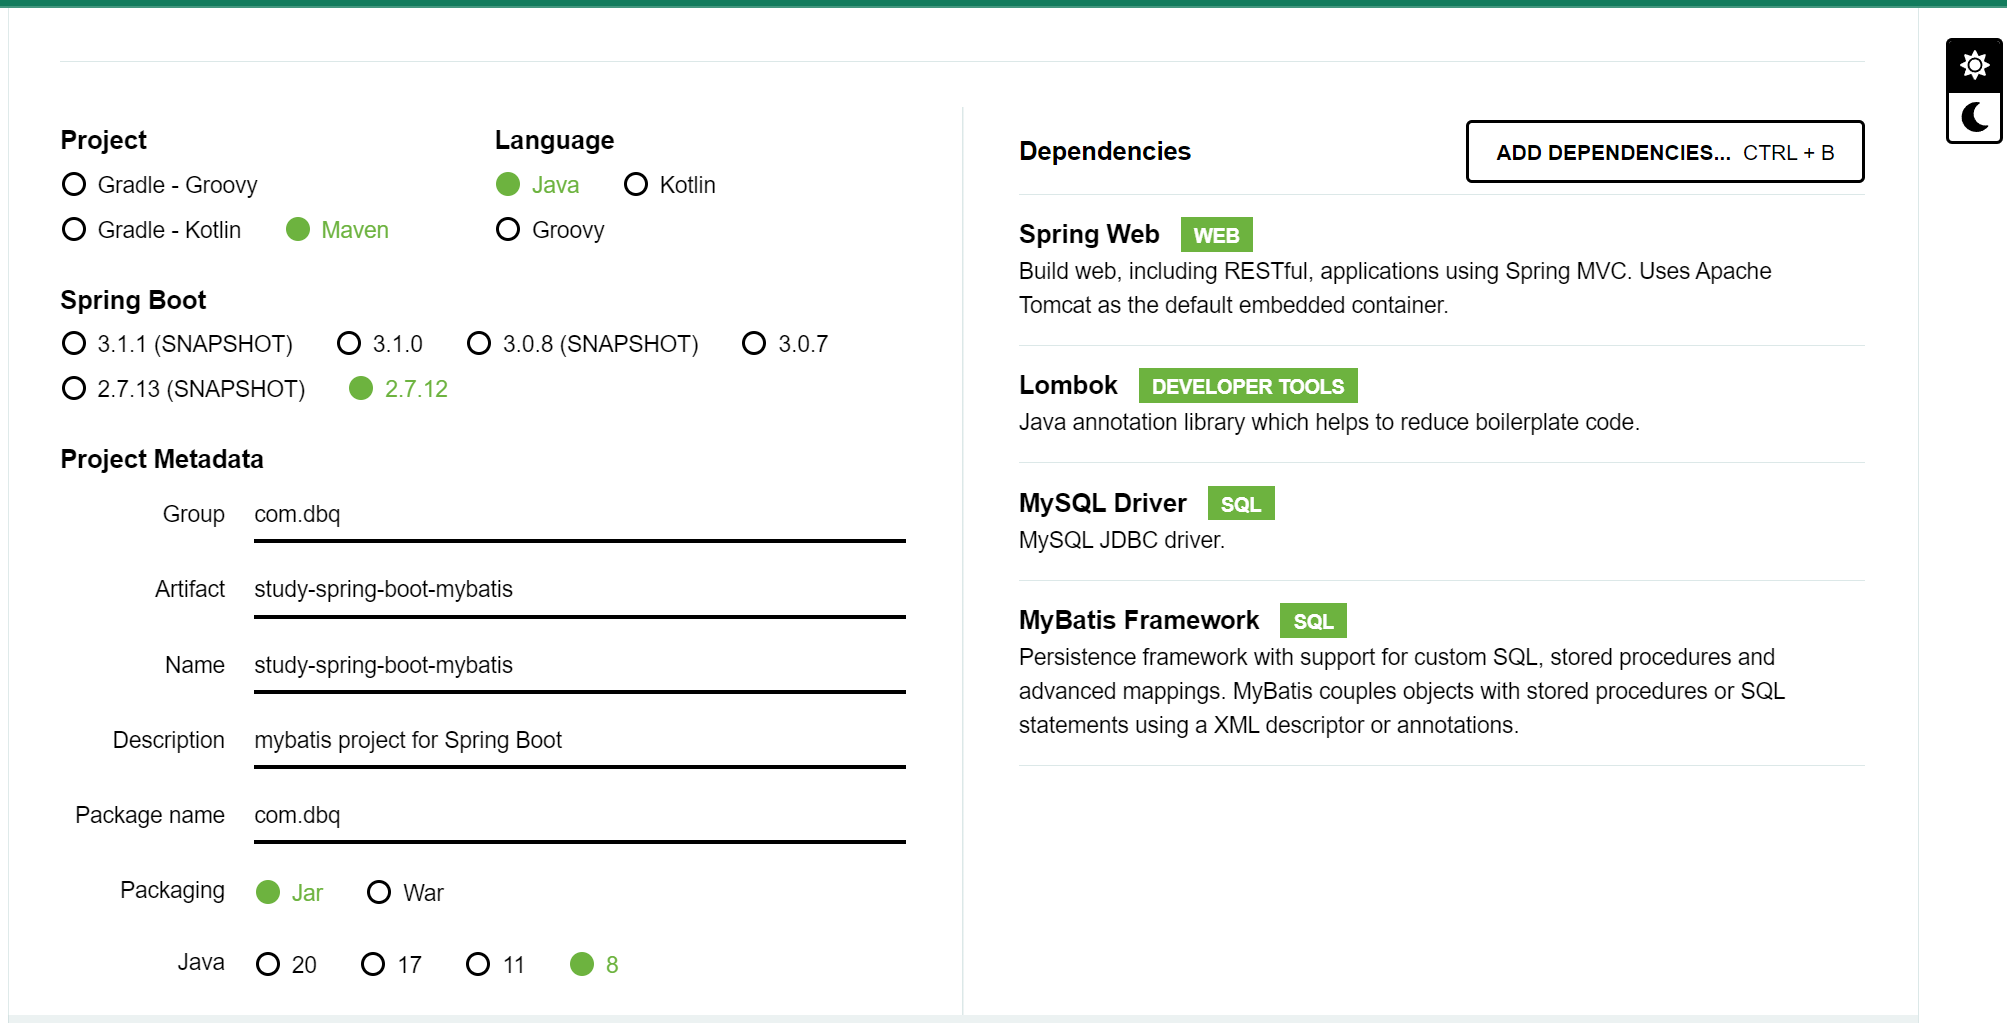 Project
Gradle - Groovy
Gradle - Kotlin Maven
Language
Java Kotlin
Groovy
Spring Boot
3.1.1 (SNAPSHOT) 3.1.0 3.0.8 (SNAPSHOT) 3.0.7
2.7.13 (SNAPSHOT) 2.7.12
Project Metadata
Group com.dbq
Artifact study-spring-boot-mybatis
Name study-spring-boot-mybatis
Description mybatis project for Spring Boot
Package name com.dbq
Packaging Jar War
Java 20 17 11 8
Dependencies ADD DEPENDENCIES... CTRL + B
Spring Web WEB
Build web, including RESTful, applications using Spring MVC. Uses Apache
Tomcat as the default embedded container.
Lombok DEVELOPER TOOLS
Java annotation library which helps to reduce boilerplate code.
MySQL Driver SQL
MySQL JDBC driver.
MyBatis Framework SQL
Persistence framework with support for custom SQL, stored procedures and
advanced mappings. MyBatis couples objects with stored procedures or SQL
statements using a XML descriptor or annotations.